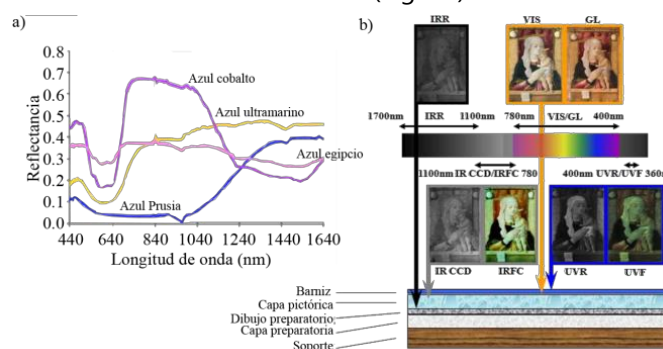 a)
Reflectancia
0.8
0.7
0.6
0.5
0.4
0.3
0.2
0.1
0.0
Azul cobalto
Azul ultramarino
Azul egipcio
Azul Prusia
440 640 840 1040 1240 1440 1640
Longitud de onda (nm)
b)
IRR
VIS GL
1700nm 1100nm 780nm VIS/GL 400nm
IRR
1100nm IR CCD/IRFC 780 400nm UVR/UVF 360
IR CCD IRFC UVR UVF
Barniz
Capa pictórica
Dibujo preparatorio
Capa preparatoria
Soporte